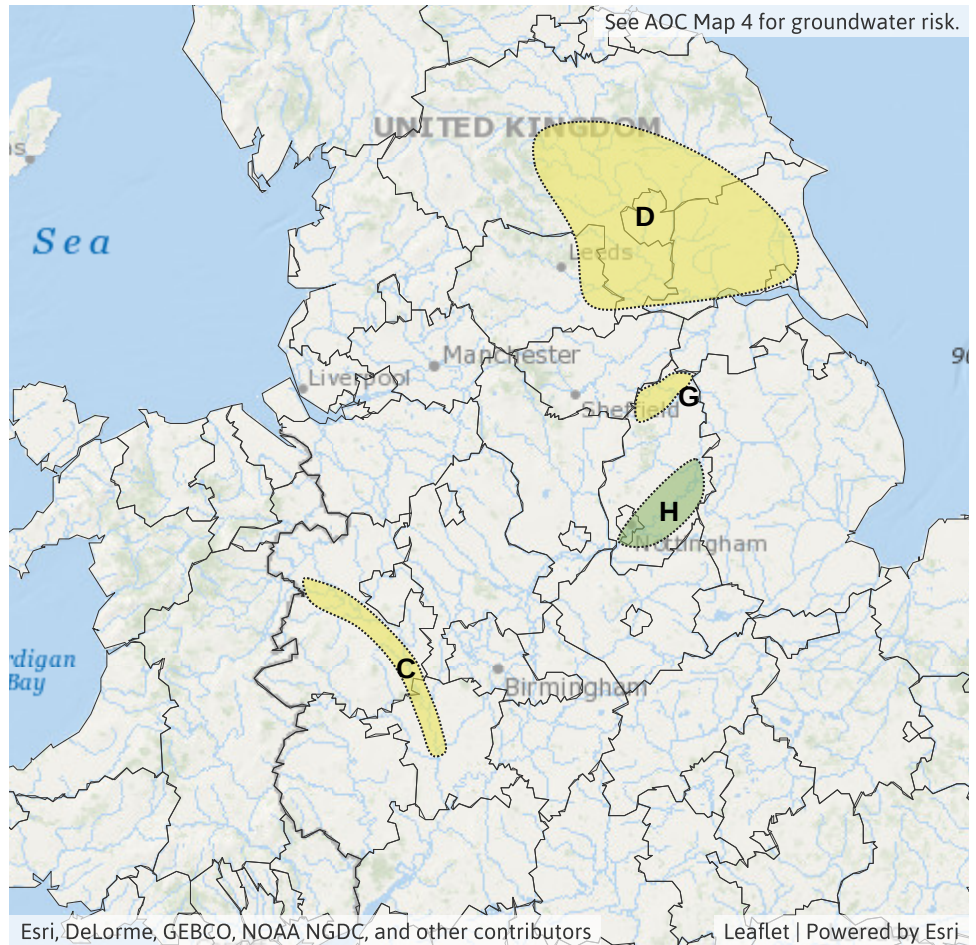 See AOC Map 4 for groundwater risk.
UNITED KINGDOM
Sea
D
Leeds
Manchester
Liverpool
G
Sheffield
H
Nottingham
C
rdigan
Bay
Birmingham
Esri, DeLorme, GEBCO, NOAA NGDC, and other contributors
Leaflet | Powered by Esri